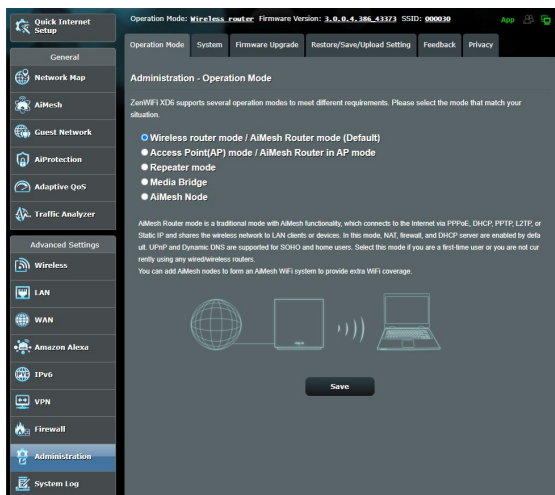 Quick Internet
Setup
Operation Mode: Wireless router Firmware Version: 3.0.0.4.386_43373 SSID: 000030
App
General
Network Map
AiMesh
Guest Network
AiProtection
Adaptive QoS
Traffic Analyzer
Advanced Settings
Wireless
LAN
WAN
Amazon Alexa
IPv6
VPN
Firewall
Administration
System Log
Operation Mode
System
Firmware Upgrade
Restore/Save/Upload Setting
Feedback
Privacy
Administration - Operation Mode
ZenWiFi XD6 supports several operation modes to meet different requirements. Please select the mode that match your
situation.
Wireless router mode / AiMesh Router mode (Default)
Access Point(AP) mode / AiMesh Router in AP mode
Repeater mode
Media Bridge
AiMesh Node
AiMesh Router mode is a traditional mode with AiMesh functionality, which connects to the Internet via PPPoE, DHCP, PPTP, L2TP, or
Static IP and shares the wireless network to LAN clients or devices. In this mode, NAT, firewall, and DHCP server are enabled by defa
ult. UPnP and Dynamic DNS are supported for SOHO and home users. Select this mode if you are a first-time user or you are not cur
rently using any wired/wireless routers.
You can add AiMesh nodes to form an AiMesh WiFi system to provide extra WiFi coverage.
Save